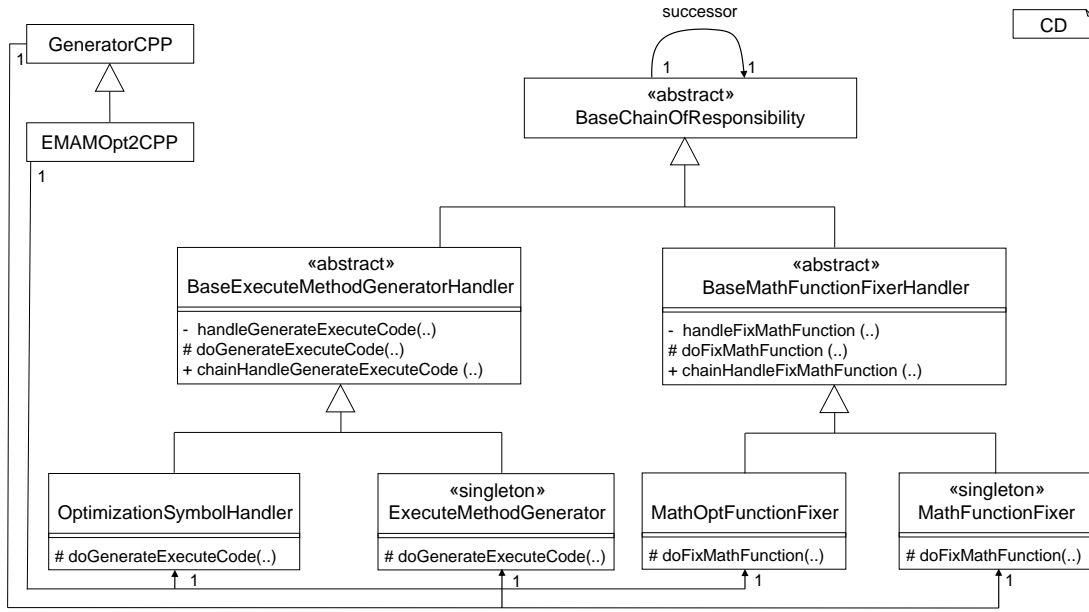 successor
CD
1
GeneratorCPP
1
1
«abstract»
BaseChainOfResponsibility
EMAMOpt2CPP
1
«abstract»
BaseExecuteMethodGeneratorHandler
- handleGenerateExecuteCode(..)
# doGenerateExecuteCode(..)
+ chainHandleGenerateExecuteCode (..)
«abstract»
BaseMathFunctionFixerHandler
- handleFixMathFunction (..)
# doFixMathFunction (..)
+ chainHandleFixMathFunction (..)
OptimizationSymbolHandler
# doGenerateExecuteCode(..)
«singleton»
ExecuteMethodGenerator
# doGenerateExecuteCode(..)
MathOptFunctionFixer
# doFixMathFunction(..)
«singleton»
MathFunctionFixer
# doFixMathFunction(..)
1
1
1
1